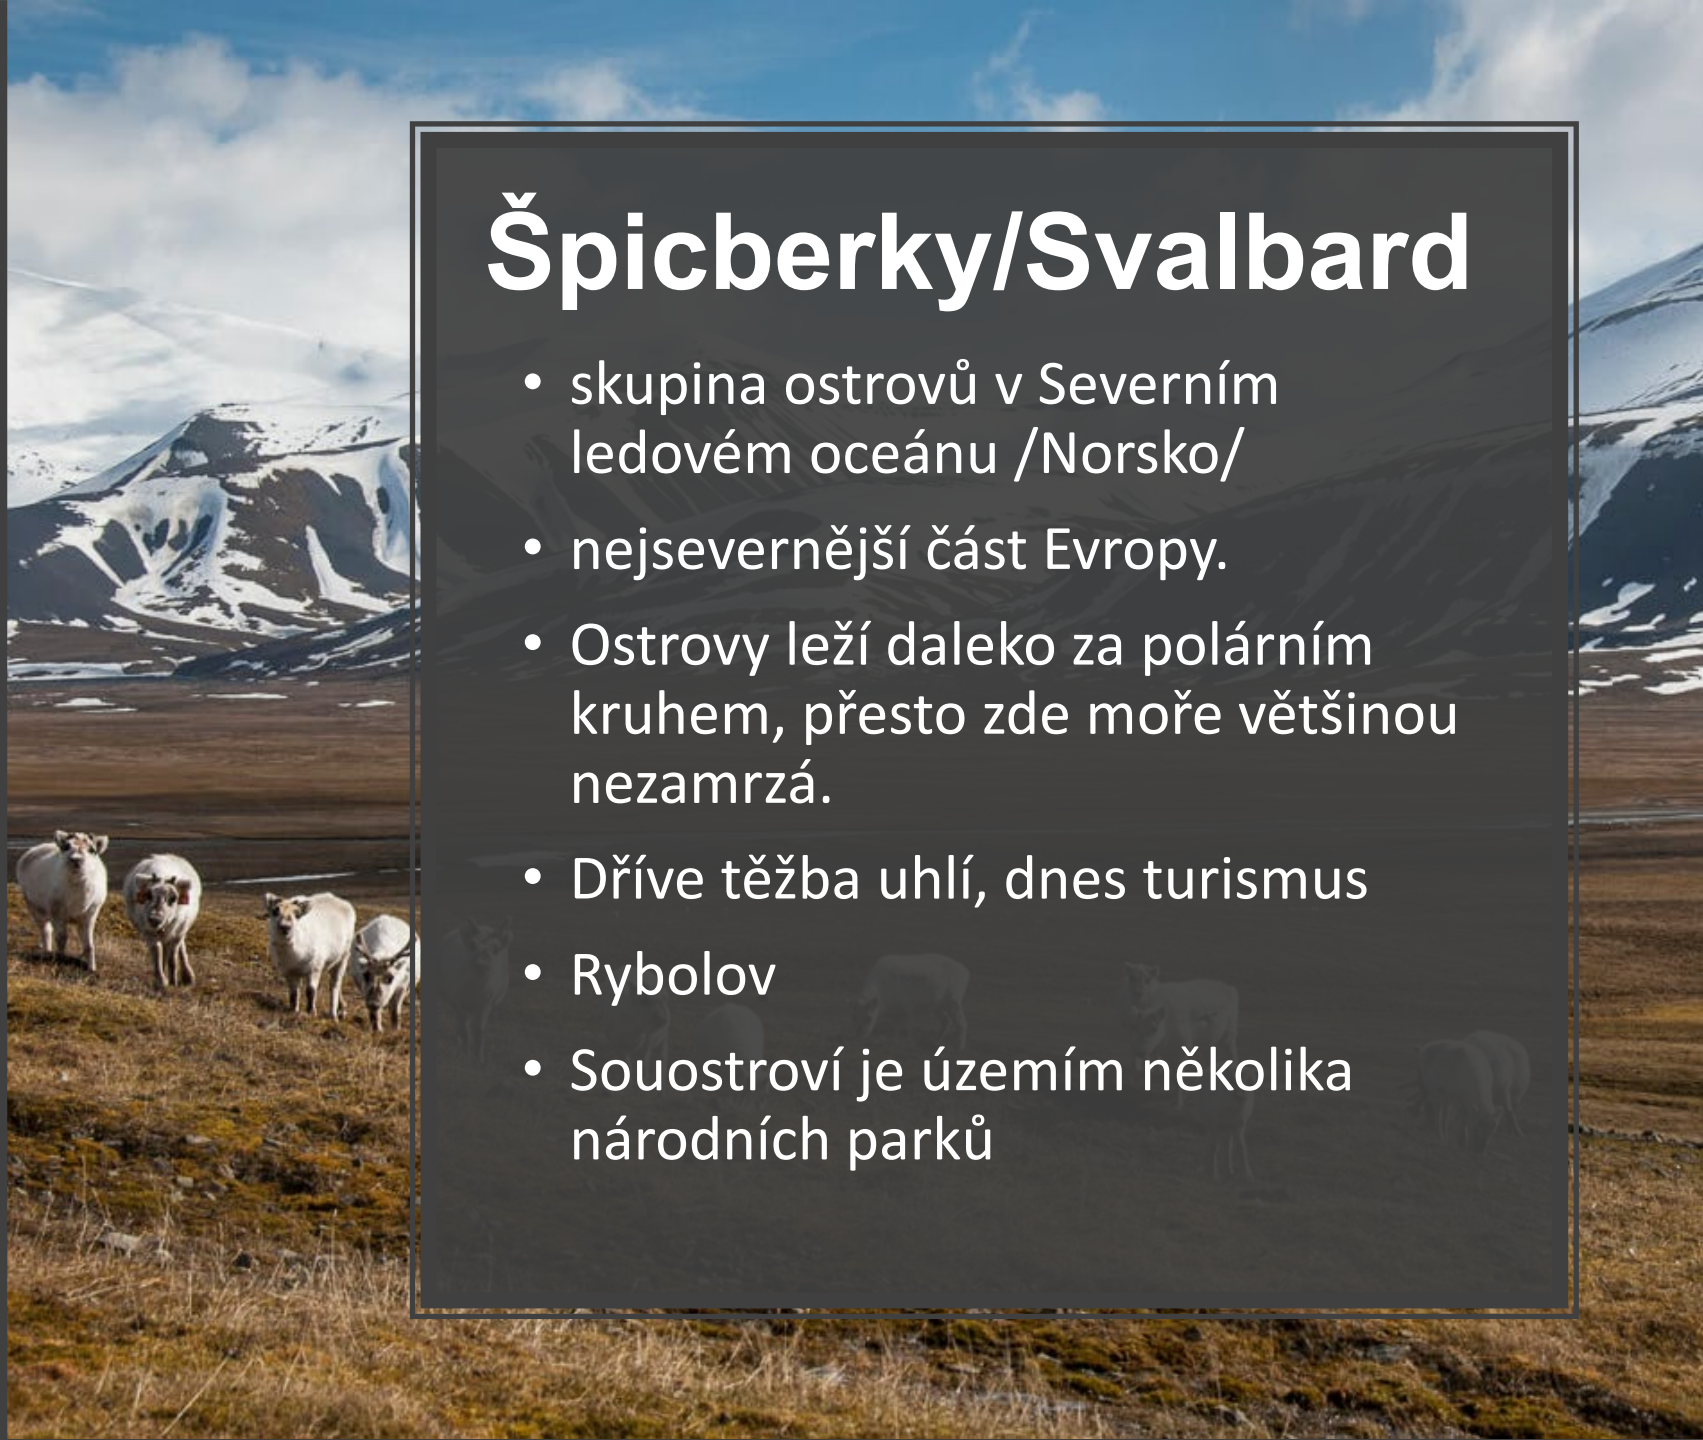 Špicberky/Svalbard
• skupina ostrovů v Severním
ledovém oceánu /Norsko/
• nejsevernější část Evropy.
• Ostrovy leží daleko za polárním
kruhem, přesto zde moře většinou
nezamrzá.
• Dříve těžba uhlí, dnes turismus
• Rybolov
• Souostroví je územím několika
národních parků